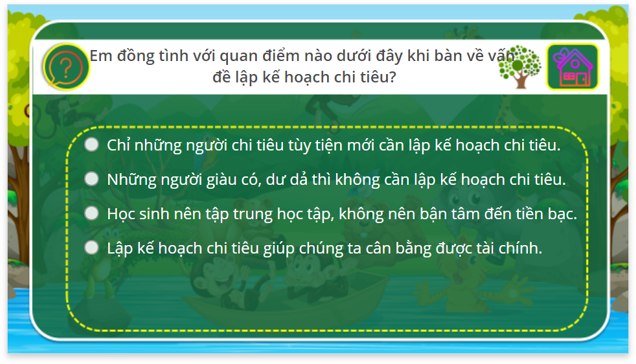 Em đồng tình với quan điểm nào dưới đây khi bàn về vấn
đề lập kế hoạch chi tiêu?
Chỉ những người chi tiêu tùy tiện mới cần lập kế hoạch chi tiêu.
Những người giàu có, dư dả thì không cần lập kế hoạch chi tiêu.
Học sinh nên tập trung học tập, không nên bận tâm đến tiền bạc.
Lập kế hoạch chi tiêu giúp chúng ta cân bằng được tài chính.